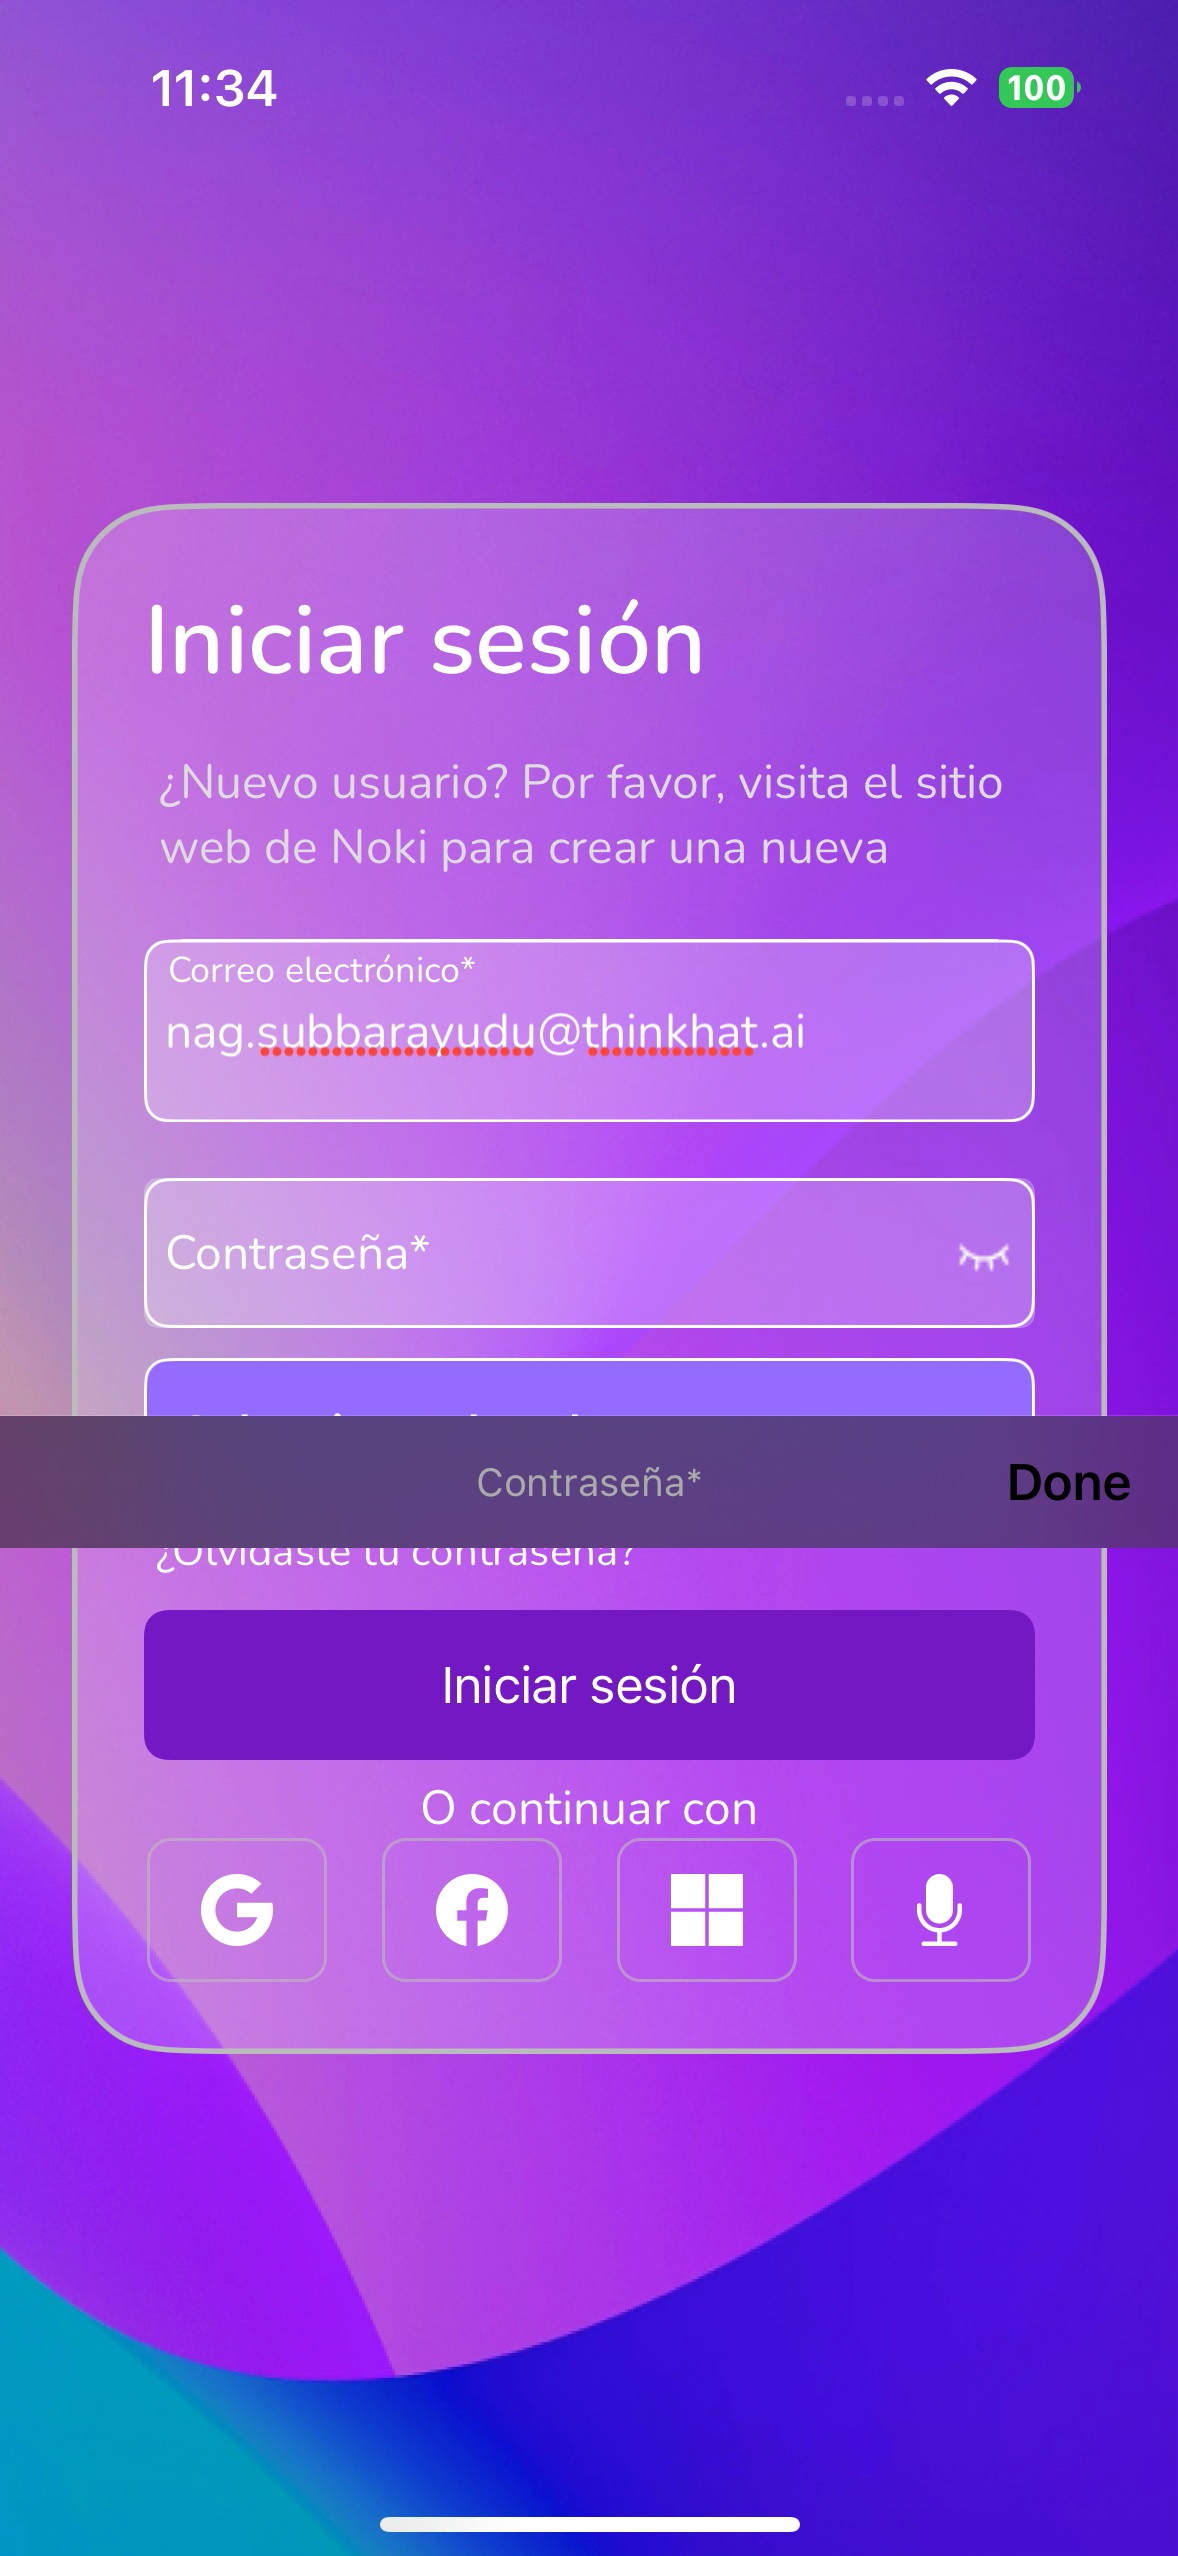 11:34
100
Iniciar sesión
¿Nuevo usuario? Por favor, visita el sitio
web de Noki para crear una nueva
Correo electrónico*
nag.subbarayudu@thinkhat.ai
Contraseña*
Contraseña*
Done
¿Olvidaste tu contraseña?
Iniciar sesión
O continuar con